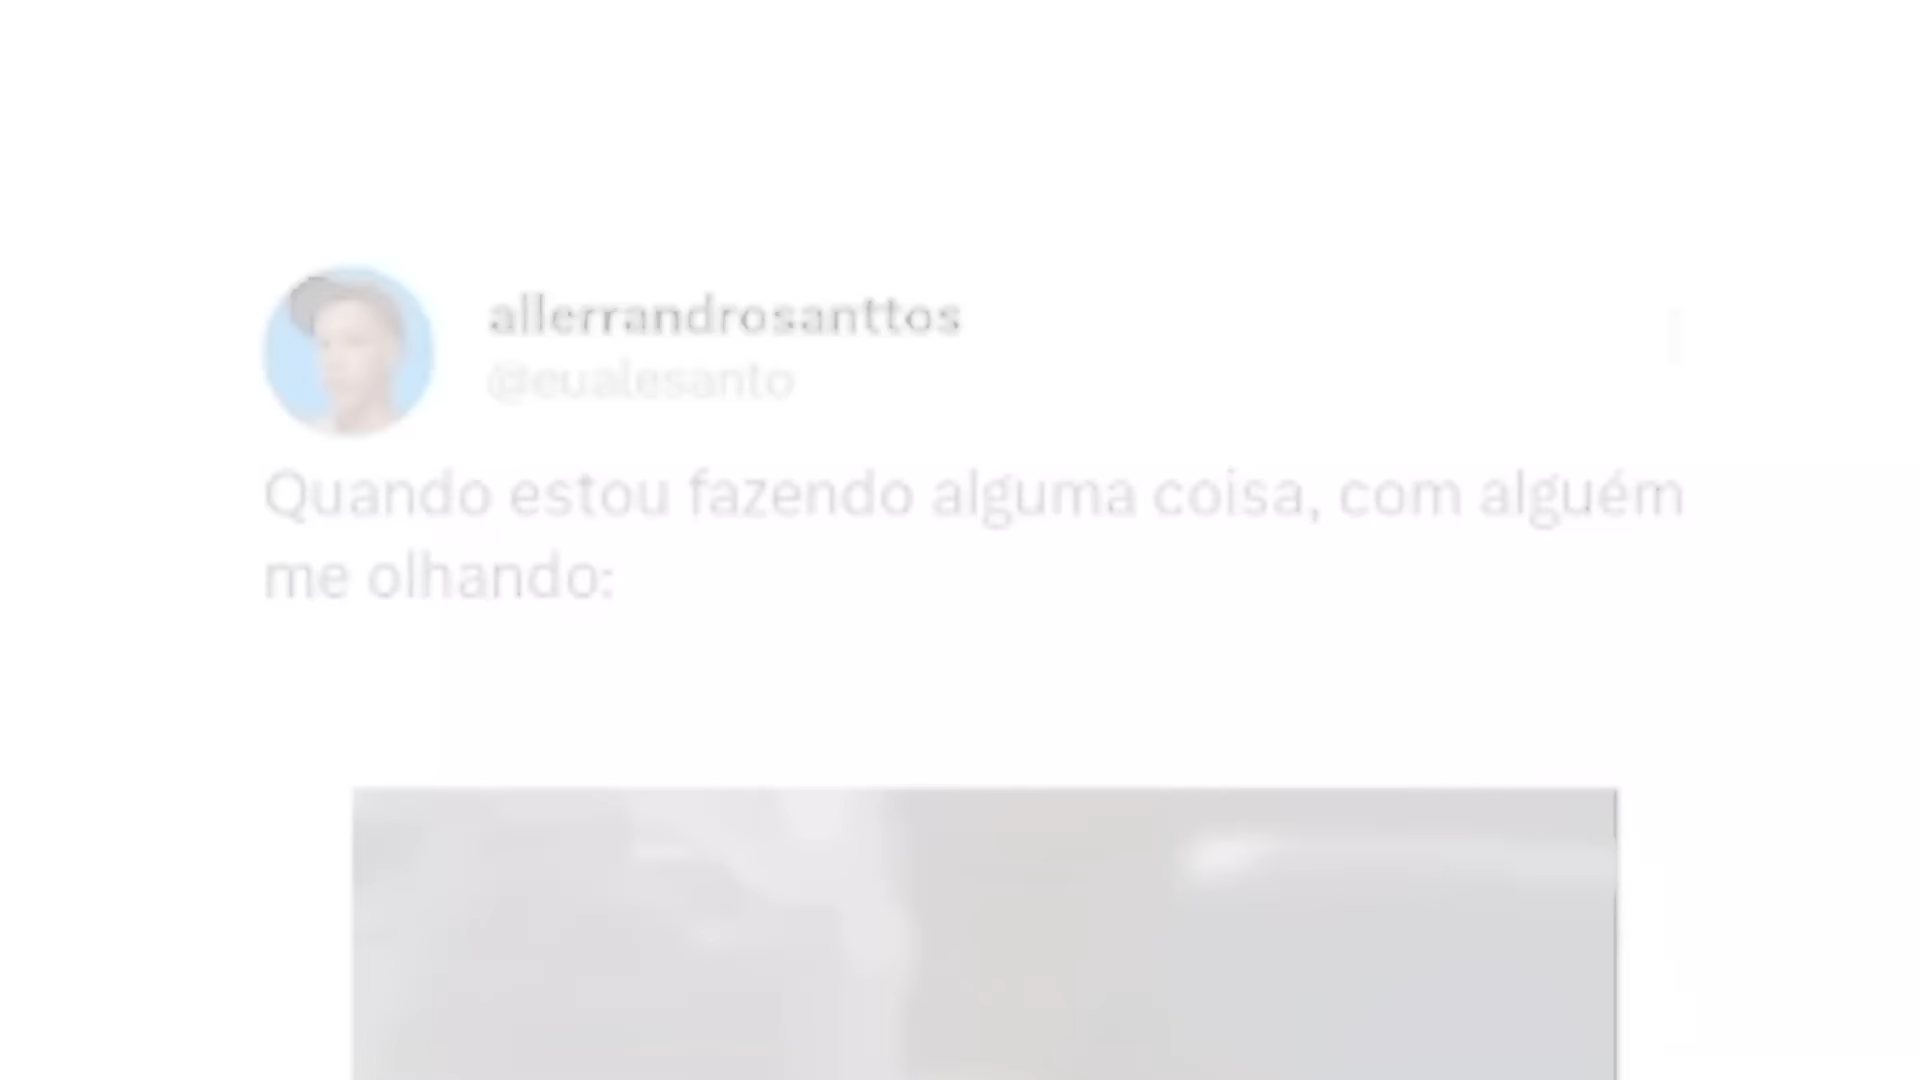 allerrandrosanttos
@eualesanto
Quando estou fazendo alguma coisa, com alguém
me olhando: